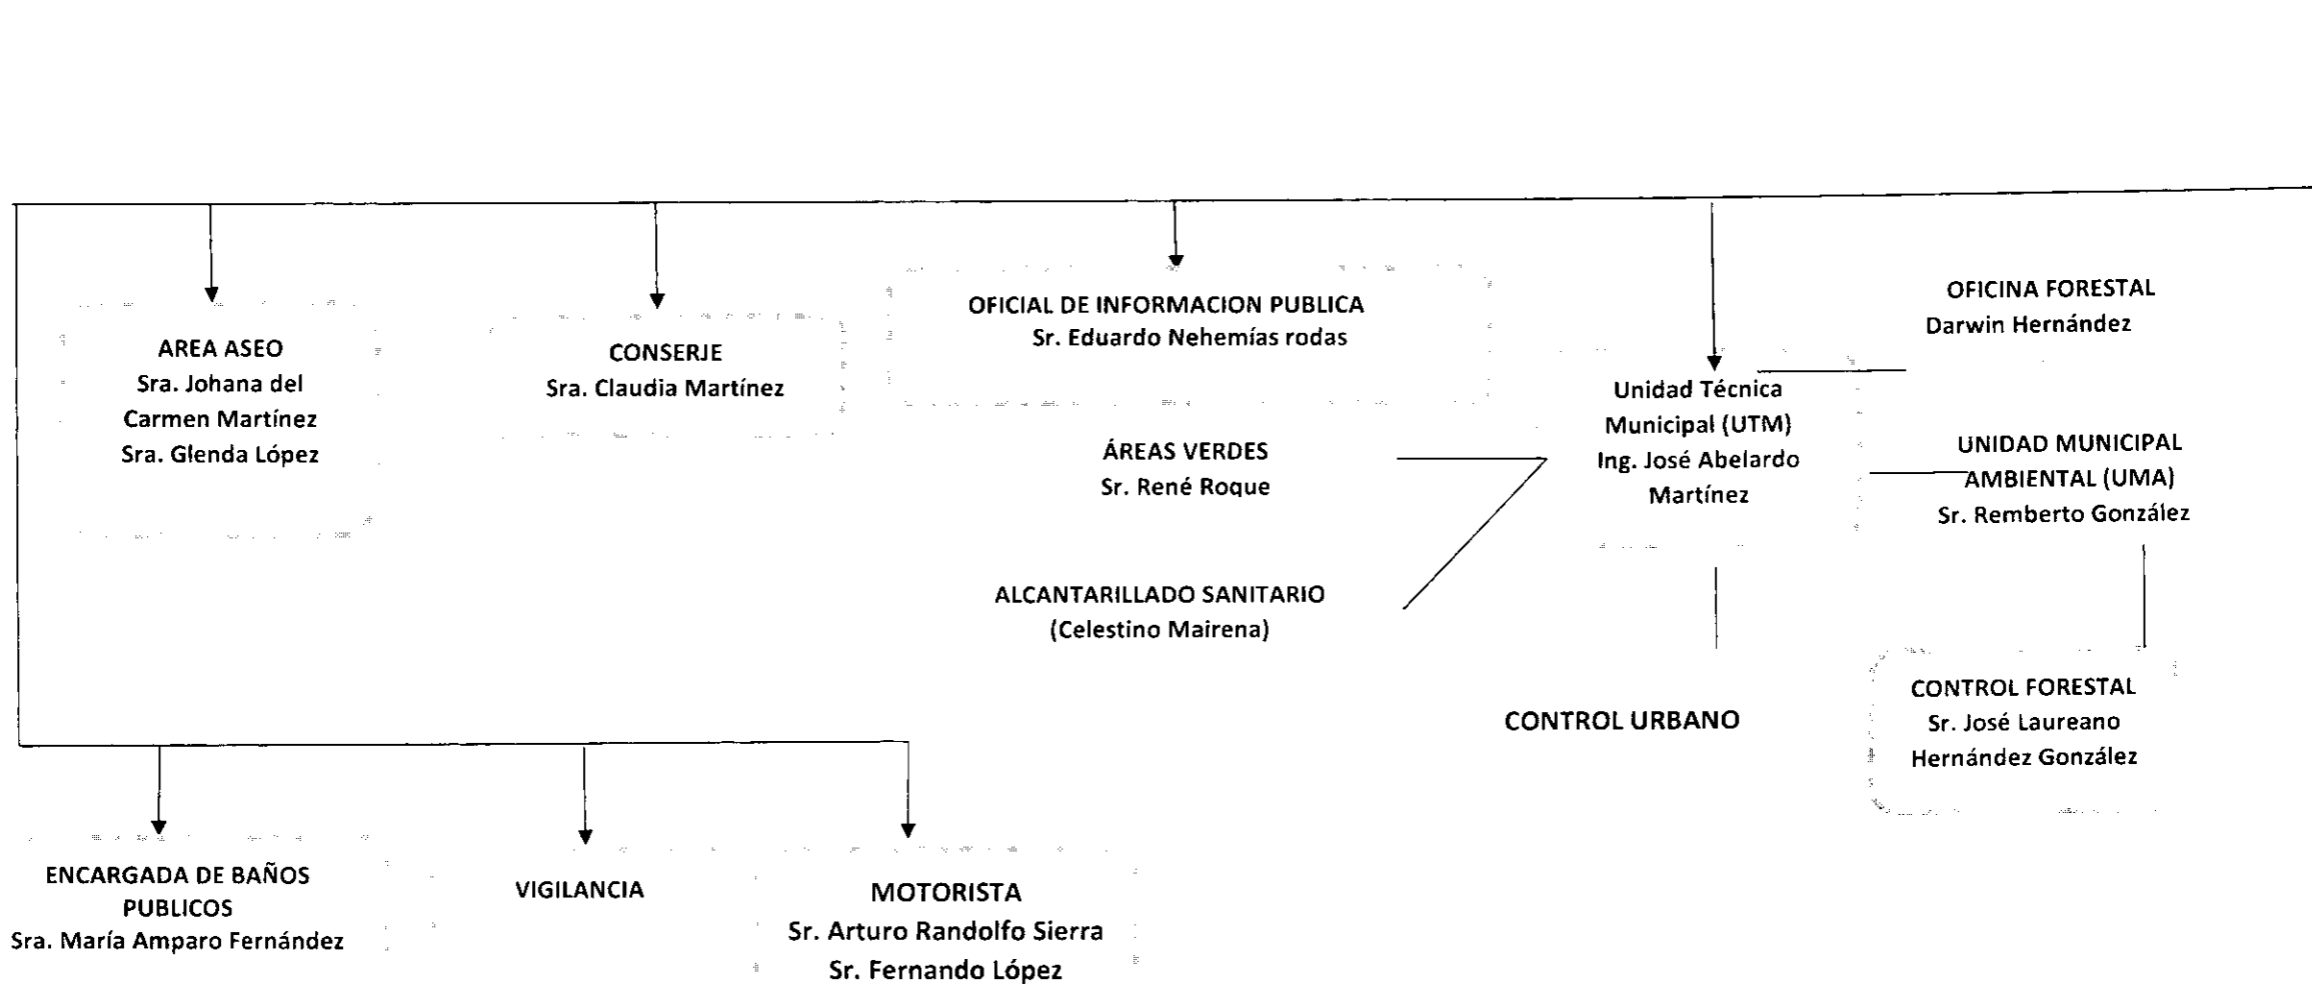 AREA ASEO
Sra. Johana del
Carmen Martínez
Sra. Glenda López
CONSERJE
Sra. Claudia Martínez
OFICIAL DE INFORMACION PUBLICA
Sr. Eduardo Nehemías rodas
Unidad Técnica
Municipal (UTM)
Ing. José Abelardo
Martínez
OFICINA FORESTAL
Darwin Hernández
ÁREAS VERDES
Sr. René Roque
UNIDAD MUNICIPAL
AMBIENTAL (UMA)
Sr. Remberto González
ALCANTARILLADO SANITARIO
(Celestino Mairena)
CONTROL URBANO
CONTROL FORESTAL
Sr. José Laureano
Hernández González
ENCARGADA DE BAÑOS
PUBLICOS
Sra. María Amparo Fernández
VIGILANCIA
MOTORISTA
Sr. Arturo Randolfo Sierra
Sr. Fernando López